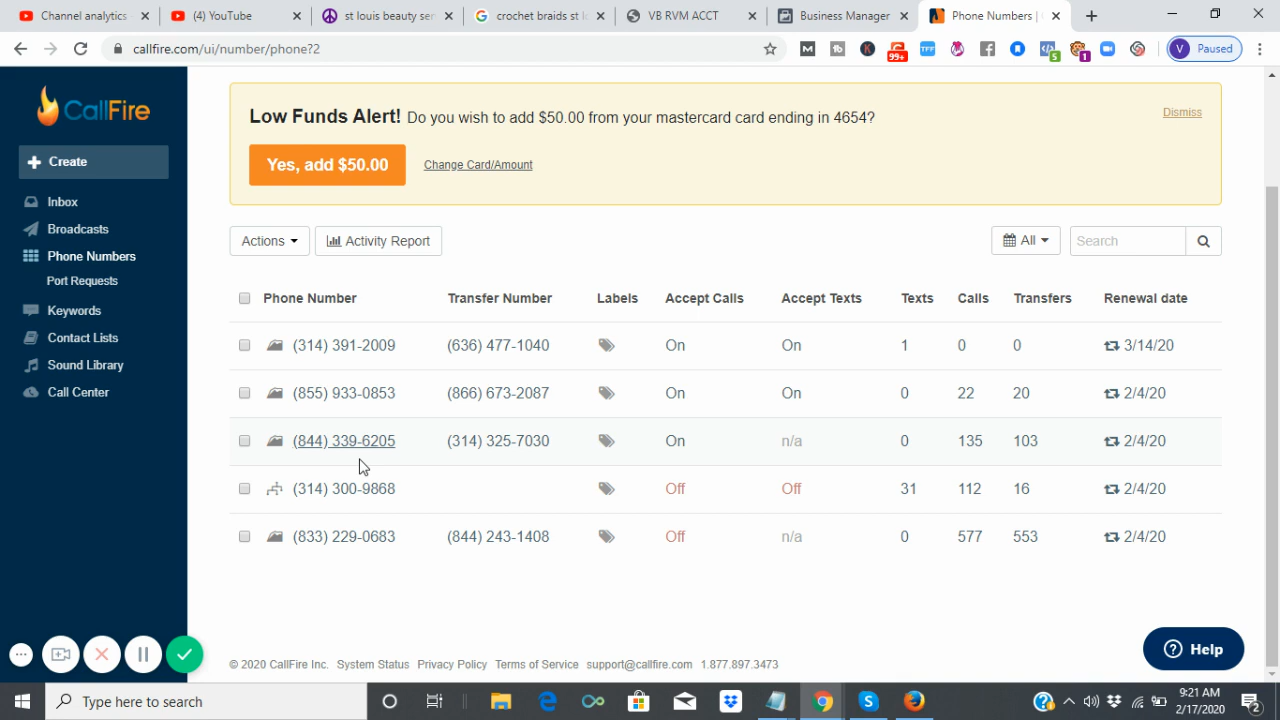 Channel analytics
(4) YouTube
st louis beauty ser
crochet braids st l
VB RVM ACCT
Business Manager
Phone Numbers |
callfire.com/ui/number/phone?2
99+
TFF
S
1
V Paused
CallFire
Create
Inbox
Broadcasts
Phone Numbers
Port Requests
Keywords
Contact Lists
Sound Library
Call Center
Low Funds Alert! Do you wish to add $50.00 from your mastercard card ending in 4654?
Dismiss
Yes, add $50.00
Change Card/Amount
Actions
Activity Report
All
Search
Phone Number Transfer Number Labels Accept Calls Accept Texts Texts Calls Transfers Renewal date
(314) 391-2009 (636) 477-1040 On On 1 0 0 3/14/20
(855) 933-0853 (866) 673-2087 On On 0 22 20 2/4/20
(844) 339-6205 (314) 325-7030 On n/a 0 135 103 2/4/20
(314) 300-9868 Off Off 31 112 16 2/4/20
(833) 229-0683 (844) 243-1408 Off n/a 0 577 553 2/4/20
Help
© 2020 CallFire Inc. System Status Privacy Policy Terms of Service support@callfire.com 1.877.897.3473
Type here to search
9:21 AM
2/17/2020
2